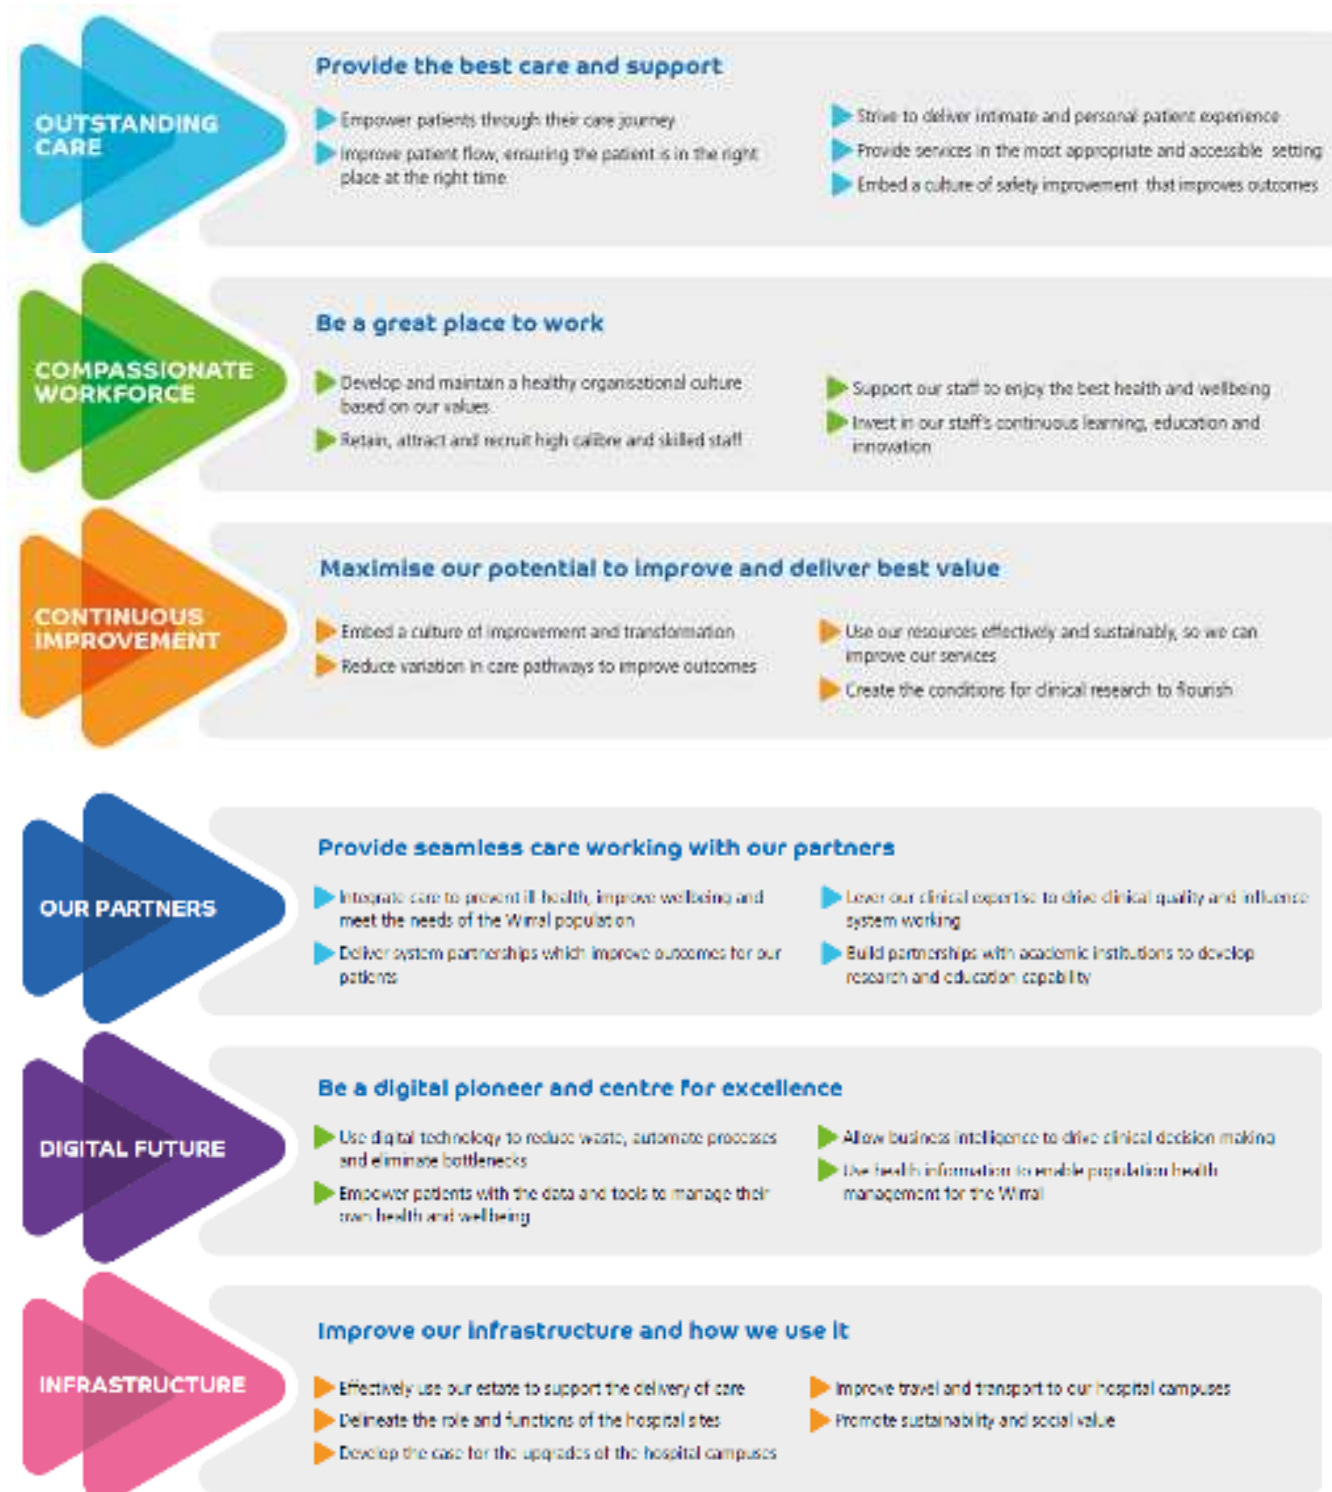 OUTSTANDING
CARE
Provide the best care and support
Empower patients through their care journey
Improve patient flow, ensuring the patient is in the right
place at the right time
Strive to deliver intimate and personal patient experience
Provide services in the most appropriate and accessible setting
Embed a culture of safety improvement that improves outcomes
COMPASSIONATE
WORKFORCE
Be a great place to work
Develop and maintain a healthy organisational culture
based on our values
Retain, attract and recruit high calibre and skilled staff
Support our staff to enjoy the best health and wellbeing
Invest in our staff's continuous learning, education and
innovation
CONTINUOUS
IMPROVEMENT
Maximise our potential to improve and deliver best value
Embed a culture of improvement and transformation
Reduce variation in care pathways to improve outcomes
Use our resources effectively and sustainably, so we can
improve our services
Create the conditions for clinical research to flourish
OUR PARTNERS
Provide seamless care working with our partners
Integrate care to prevent ill health, improve wellbeing and
meet the needs of the Wirral population
Deliver system partnerships which improve outcomes for our
patients
Lever our clinical expertise to drive clinical quality and influence
system working
Build partnerships with academic institutions to develop
research and education capability
DIGITAL FUTURE
Be a digital pioneer and centre for excellence
Use digital technology to reduce waste, automate processes
and eliminate bottlenecks
Empower patients with the data and tools to manage their
own health and wellbeing
Allow business intelligence to drive clinical decision making
Use health information to enable population health
management for the Wirral
INFRASTRUCTURE
Improve our infrastructure and how we use it
Effectively use our estate to support the delivery of care
Delineate the role and functions of the hospital sites
Develop the case for the upgrades of the hospital campuses
Improve travel and transport to our hospital campuses
Promote sustainability and social value